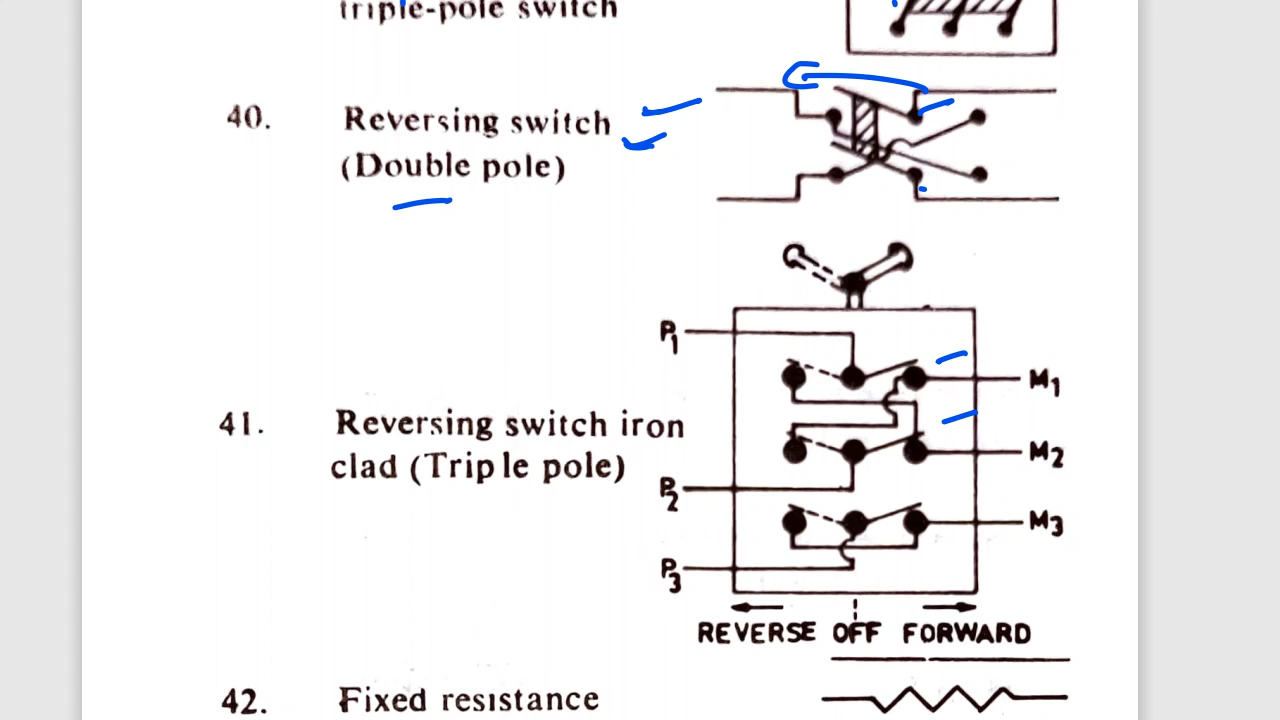 triple-pole switch
40. Reversing switch
(Double pole)
P1
M1
41. Reversing switch iron
clad (Triple pole)
M2
P2
M3
P3
REVERSE OFF FORWARD
42. Fixed resistance